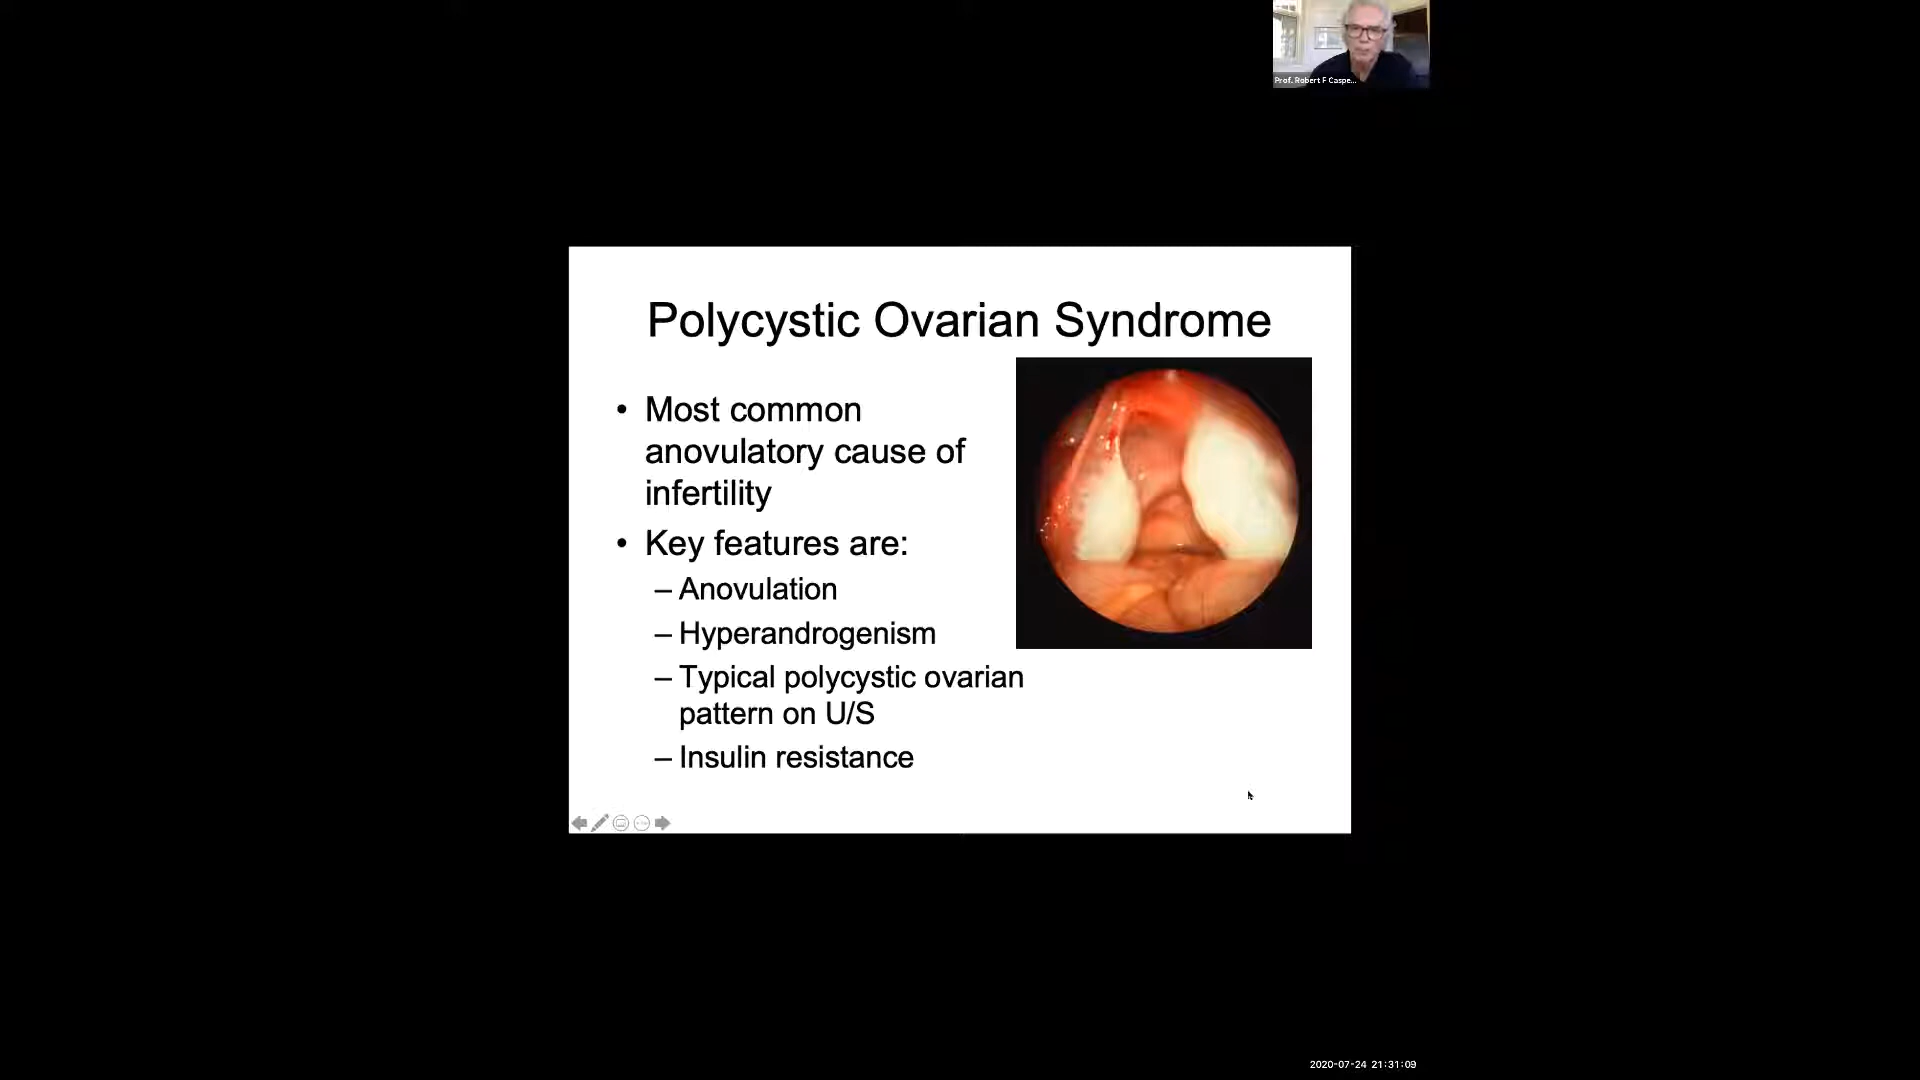 Prof. Robert F Caspe...
Polycystic Ovarian Syndrome
• Most common
anovulatory cause of
infertility
• Key features are:
– Anovulation
– Hyperandrogenism
– Typical polycystic ovarian
pattern on U/S
– Insulin resistance
2020-07-24 21:31:09